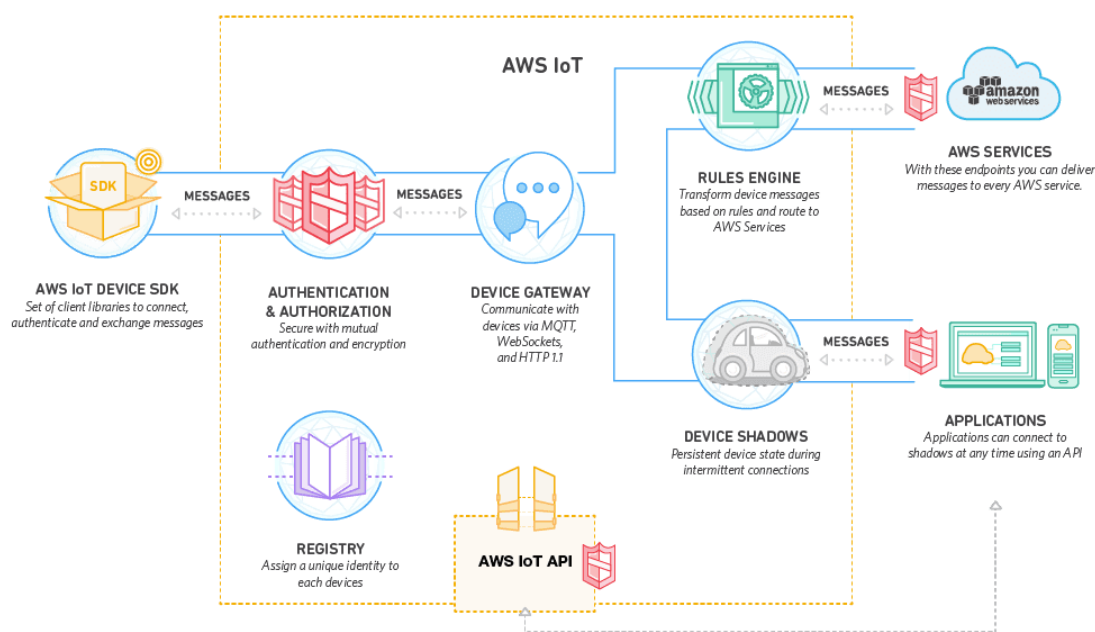 AWS IoT
SDK
MESSAGES
MESSAGES
MESSAGES
amazon
webservices
AWS IoT DEVICE SDK
Set of client libraries to connect,
authenticate and exchange messages
AUTHENTICATION
& AUTHORIZATION
Secure with mutual
authentication and encryption
DEVICE GATEWAY
Communicate with
devices via MQTT,
WebSockets,
and HTTP 1.1
RULES ENGINE
Transform device messages
based on rules and route to
AWS Services
AWS SERVICES
With these endpoints you can deliver
messages to every AWS service.
MESSAGES
DEVICE SHADOWS
Persistent device state during
intermittent connections
APPLICATIONS
Applications can connect to
shadows at any time using an API
REGISTRY
Assign a unique identity to
each devices
AWS IoT API